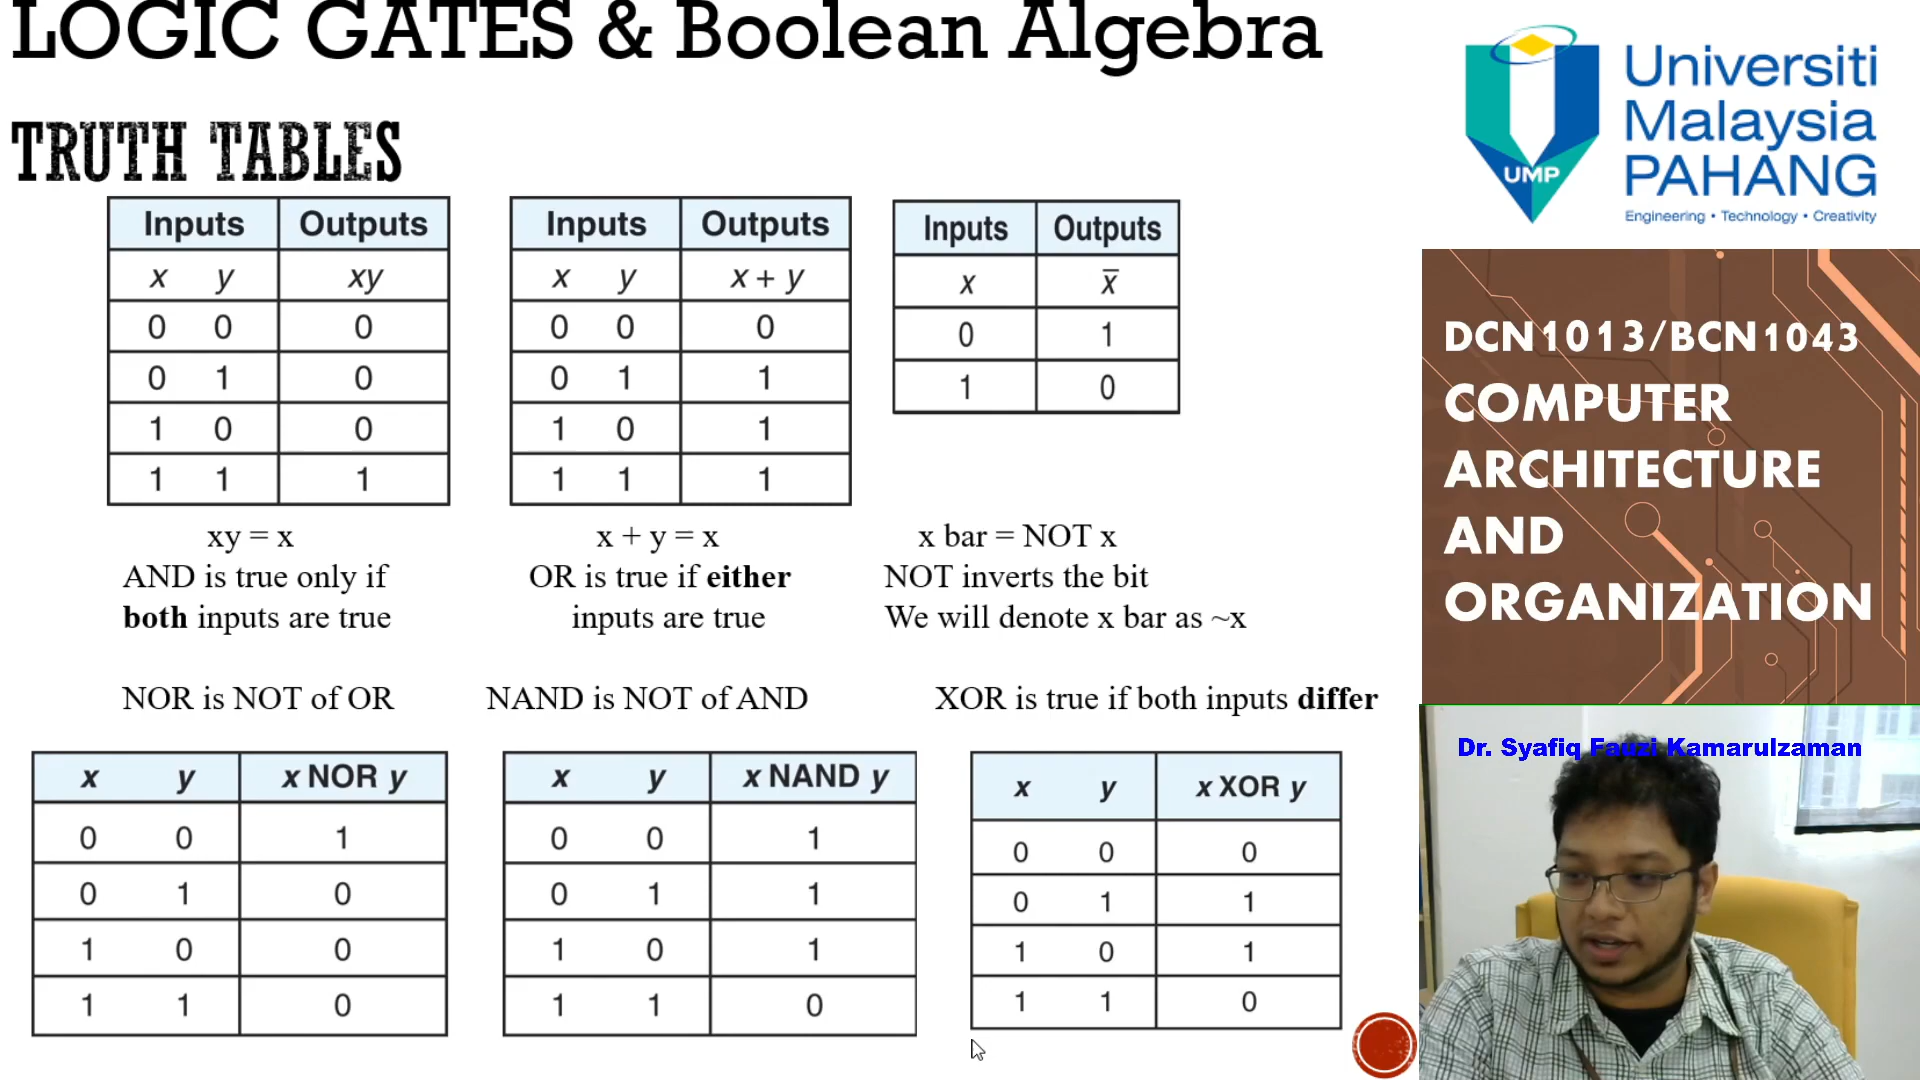 LOGIC GATES & Boolean Algebra
TRUTH TABLES
Inputs Outputs
x y xy
0 0 0
0 1 0
1 0 0
1 1 1
xy = x
AND is true only if
both inputs are true
Inputs Outputs
x y x + y
0 0 0
0 1 1
1 0 1
1 1 1
x + y = x
OR is true if either
inputs are true
Inputs Outputs
x x̅
0 1
1 0
x bar = NOT x
NOT inverts the bit
We will denote x bar as ~x
NOR is NOT of OR
x y x NOR y
0 0 1
0 1 0
1 0 0
1 1 0
NAND is NOT of AND
x y x NAND y
0 0 1
0 1 1
1 0 1
1 1 0
XOR is true if both inputs differ
x y x XOR y
0 0 0
0 1 1
1 0 1
1 1 0
UMP
Universiti
Malaysia
PAHANG
Engineering • Technology • Creativity
DCN1013/BCN1043
COMPUTER
ARCHITECTURE
AND
ORGANIZATION
Dr. Syafiq Fauzi Kamarulzaman